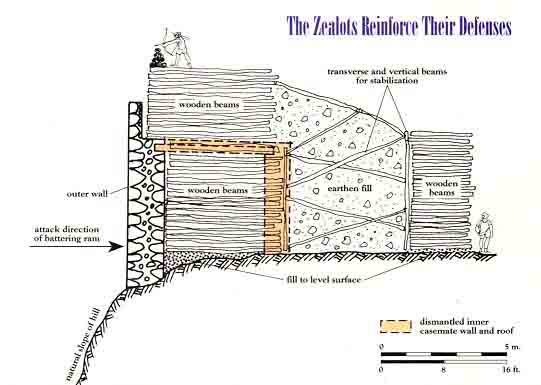 The Zealots Reinforce Their Defenses
transverse and vertical beams
for stabilization
wooden beams
outer wall
wooden beams
earthen fill
wooden
beams
attack direction
of battering ram
fill to level surface
natural slope of hill
dismantled inner
casemate wall and roof
0 5 m.
0 8 16 ft.